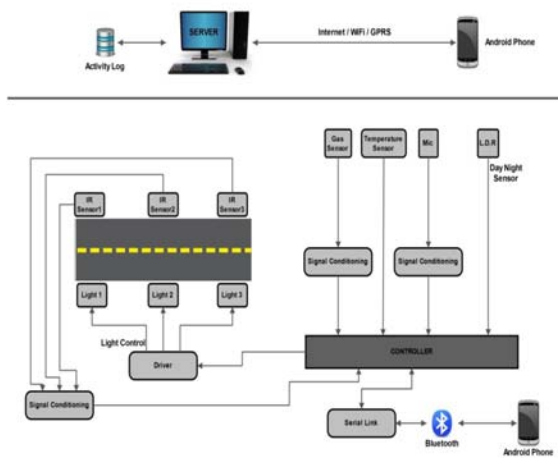 SERVER
Internet / WiFi / GPRS
Activity Log
Android Phone
Gas
Sensor
Temperature
Sensor
Mic
L.D.R
Day Night
Sensor
IR
Sensor1
IR
Sensor2
IR
Sensor3
Signal Conditioning
Signal Conditioning
Light 1
Light 2
Light 3
Light Control
Driver
CONTROLLER
Signal Conditioning
Serial Link
Bluetooth
Android Phone